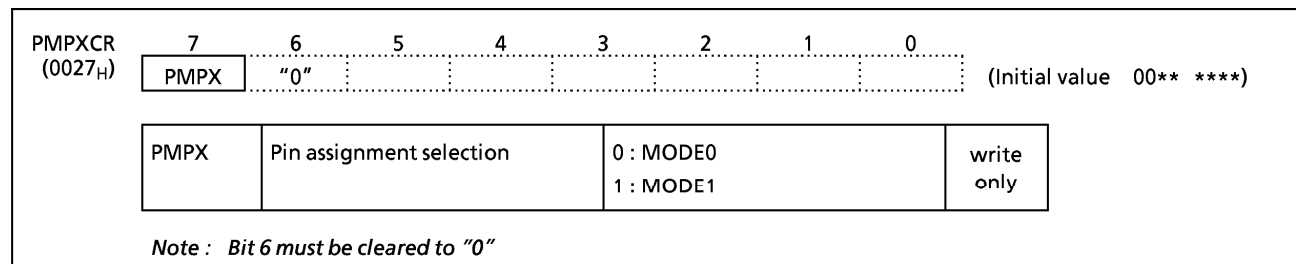 PMPXCR 7 6 5 4 3 2 1 0
(0027H) PMPX "0" (Initial value 00** ****)
PMPX Pin assignment selection 0 : MODE0 write
1 : MODE1 only
Note : Bit 6 must be cleared to "0"